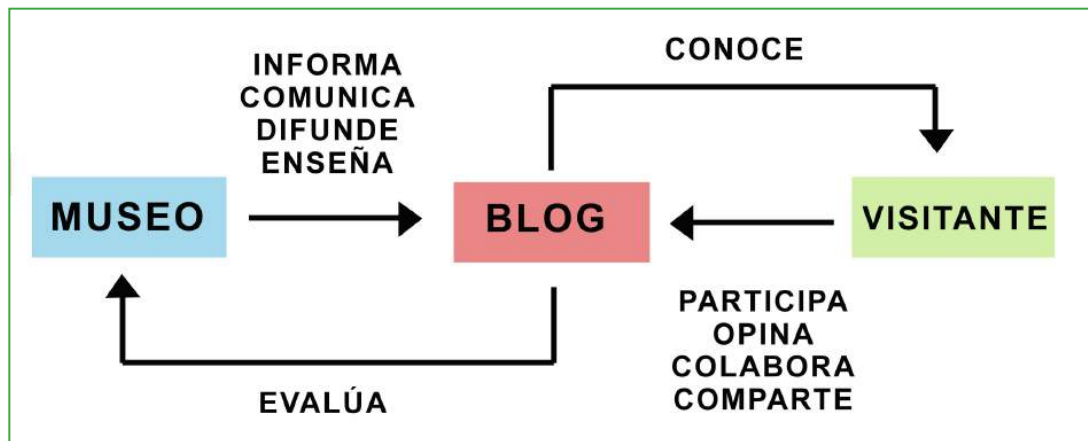 CONOCE
INFORMA
COMUNICA
DIFUNDE
ENSEÑA
MUSEO
BLOG
VISITANTE
PARTICIPA
OPINA
COLABORA
COMPARTE
EVALÚA